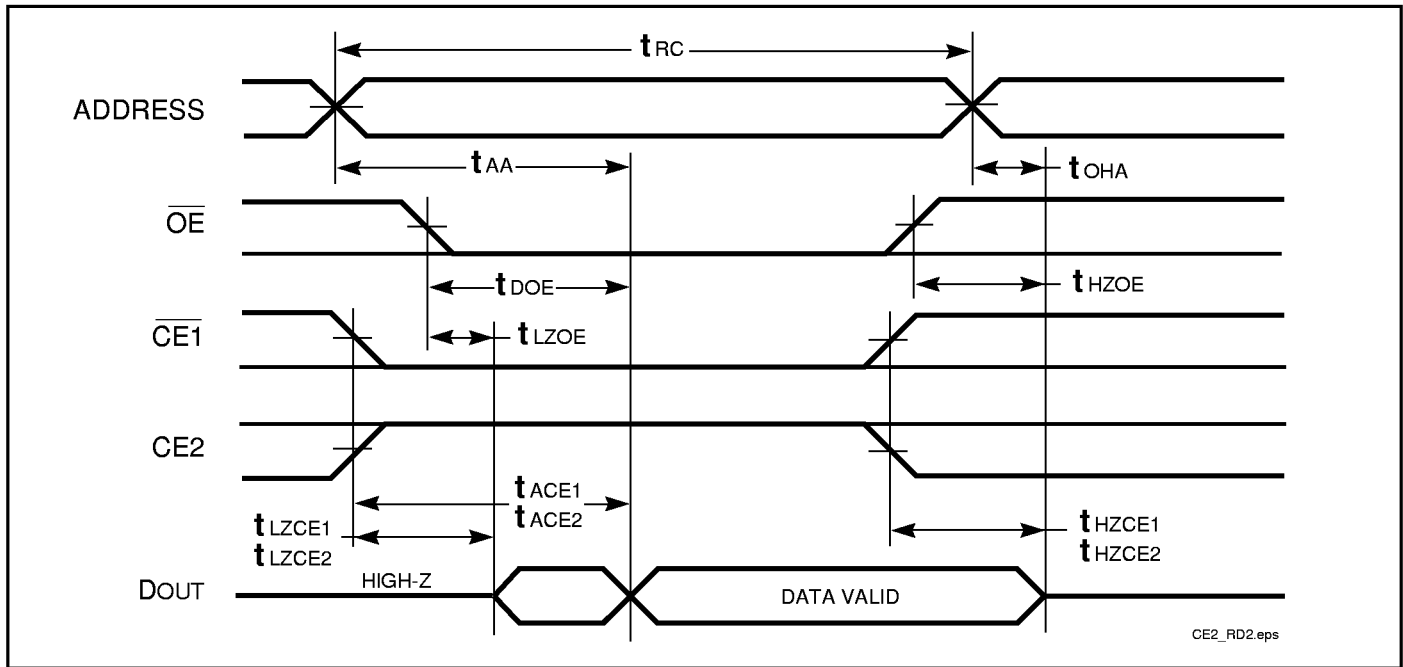 tRC
ADDRESS
tAA
tOHA
OE
tDOE
tHZOE
CE1
tLZOE
CE2
tACE1
tACE2
tLZCE1
tLZCE2
tHZCE1
tHZCE2
HIGH-Z
DOUT
DATA VALID
CE2_RD2.eps